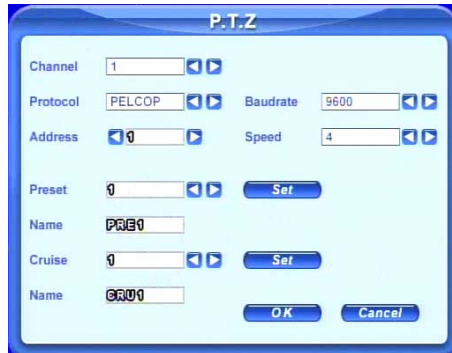 P.T.Z
Channel 1
Protocol PELCOP Baudrate 9600
Address 1 Speed 4
Preset 1 Set
Name PRE1
Cruise 1 Set
Name CRU1
OK Cancel